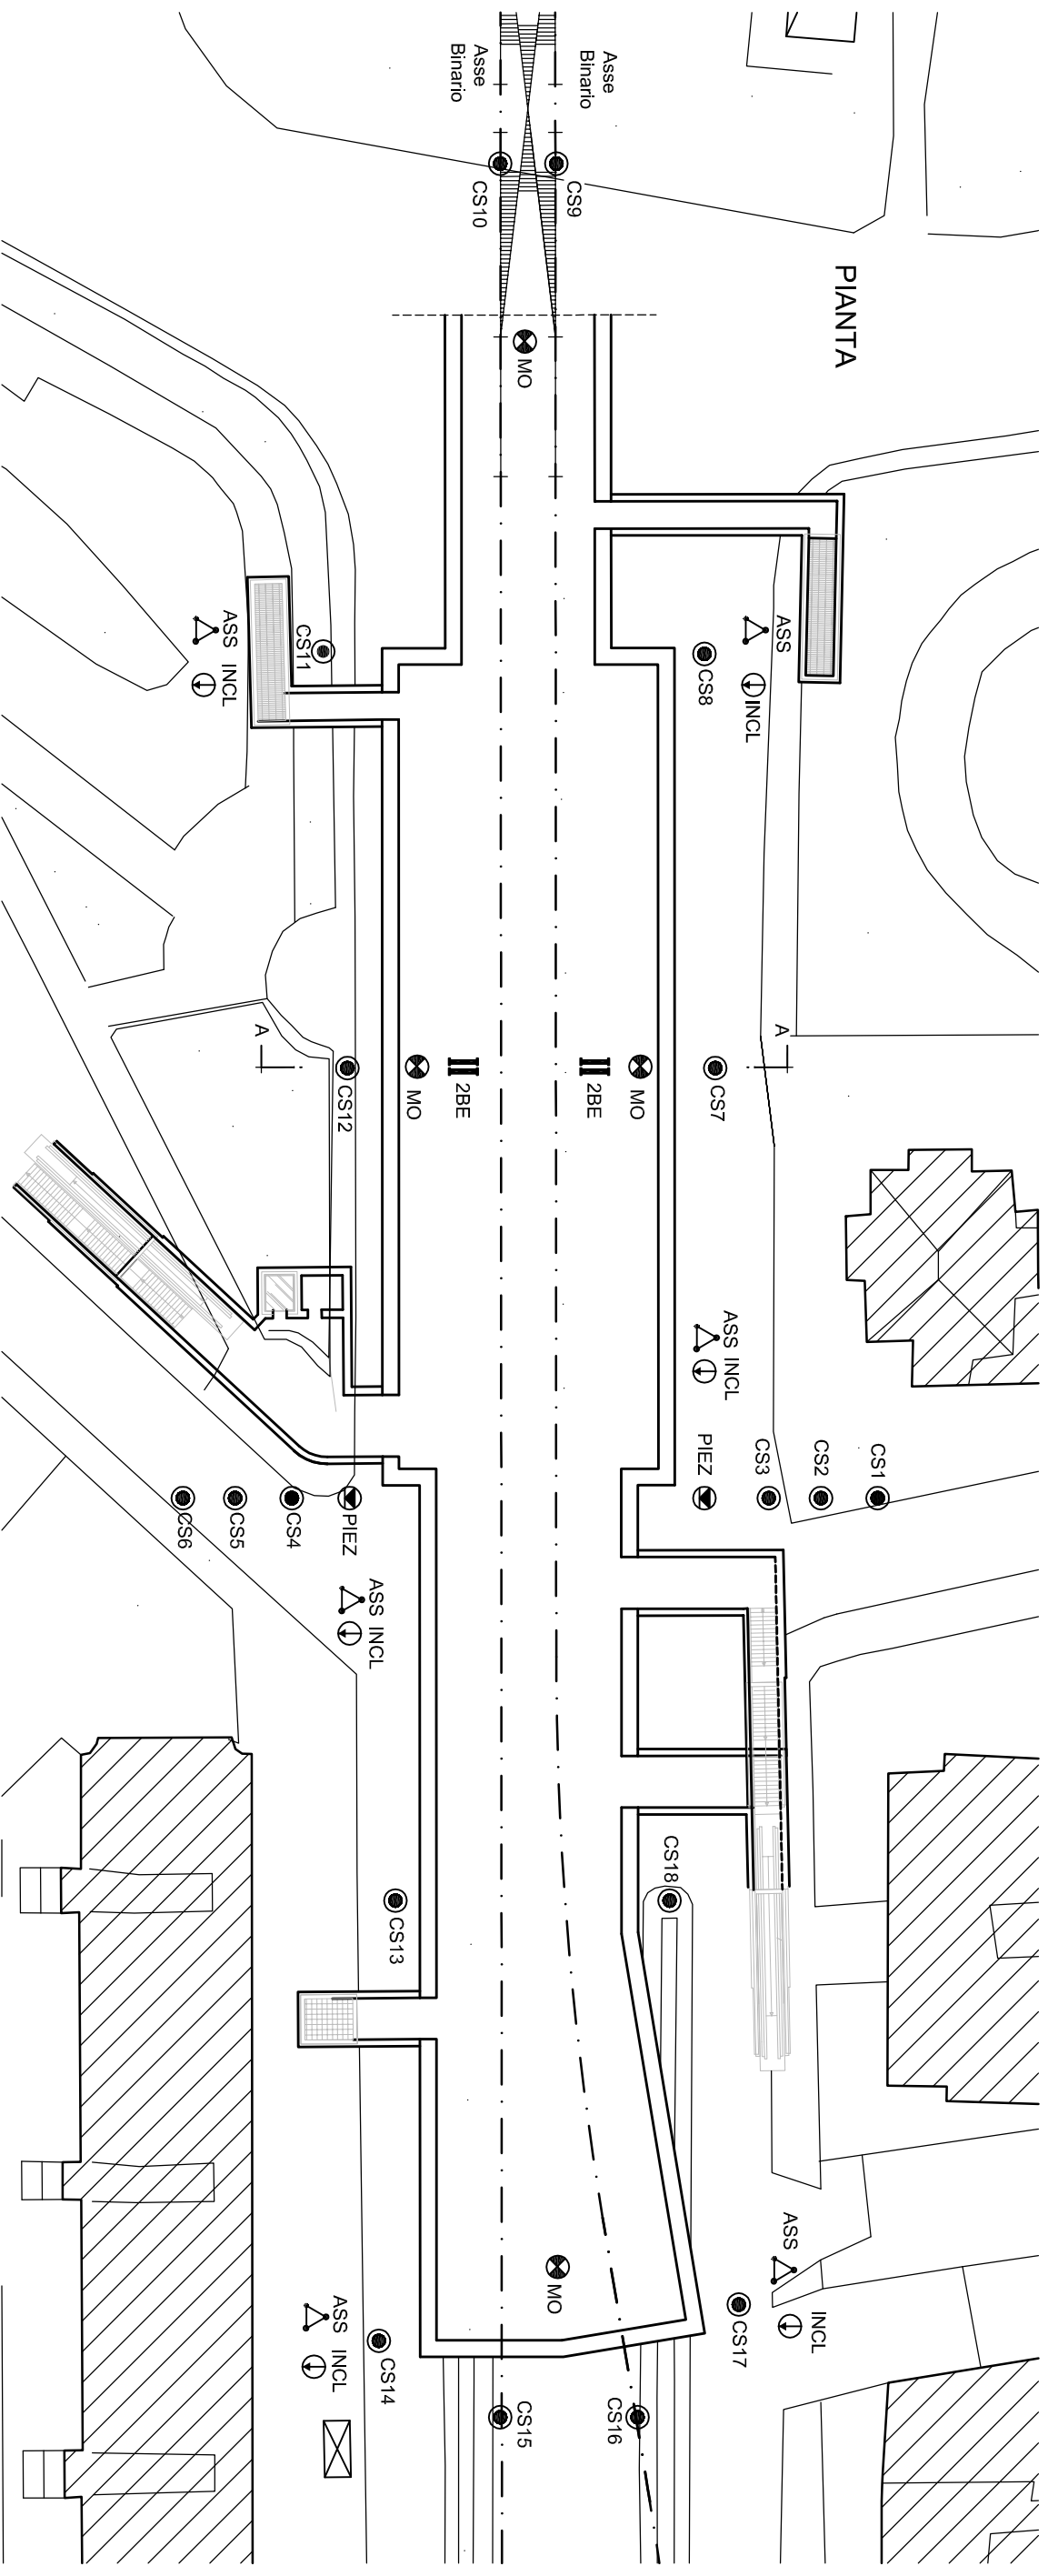 PIANTA
Asse
Binario
Asse
Binario
CS9
CS10
MO
ASS
INCL
CS8
CS11
ASS INCL
A
A
CS7
MO
2BE
2BE
MO
CS12
ASS INCL
CS1
CS2
CS3
PIEZ
PIEZ
CS4
CS5
CS6
ASS INCL
CS18
CS13
ASS
INCL
CS17
MO
CS14
ASS INCL
CS16
CS15